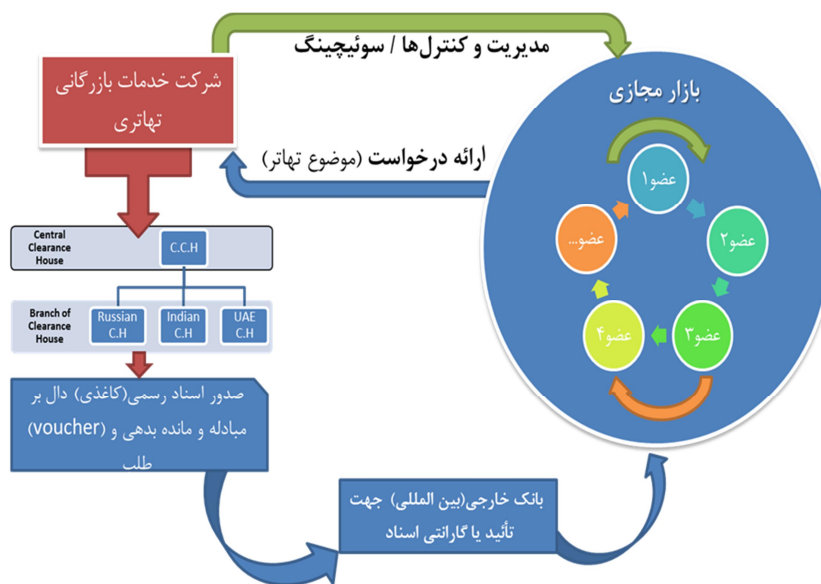 مدیریت و کنترل‌ها / سوئیچینگ
شرکت خدمات بازرگانی
تهاتری
بازار مجازی
ارائه درخواست (موضوع تهاتر)
عضو۱
عضو۲
عضو۳
عضو۴
عضو...
Central
Clearance
House
C.C.H
Branch of
Clearance
House
Russian
C.H
Indian
C.H
UAE
C.H
صدور اسناد رسمی(کاغذی) دال بر
مبادله و مانده بدهی و (voucher)
طلب
بانک خارجی(بین المللی) جهت
تأئید یا گارانتی اسناد